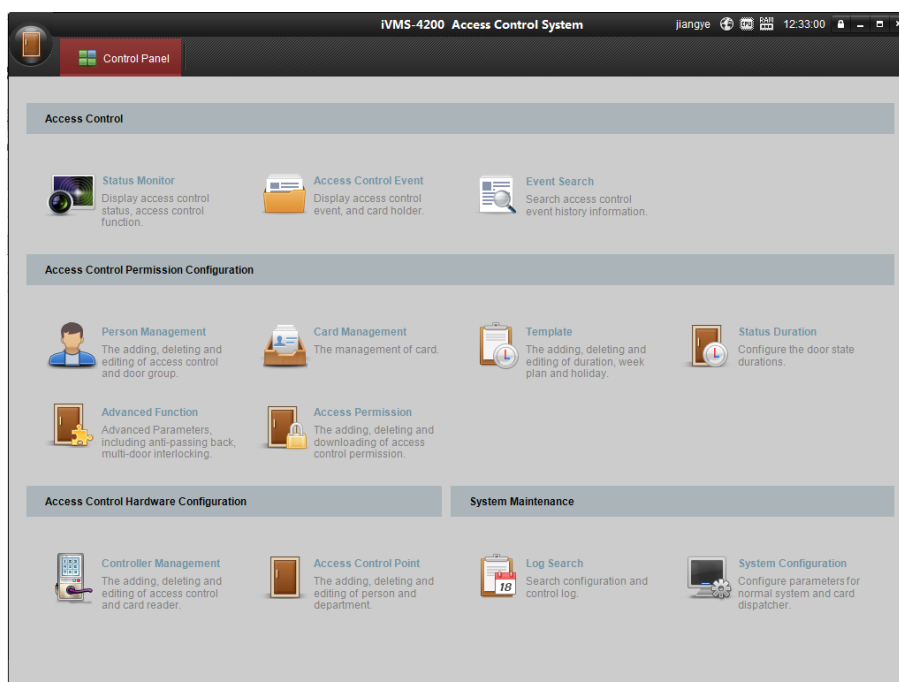 iVMS-4200 Access Control System
jiangye
CPU
RAM
12:33:00
Control Panel
Access Control
Status Monitor
Display access control
status, access control
function.
Access Control Event
Display access control
event, and card holder.
Event Search
Search access control
event history information.
Access Control Permission Configuration
Person Management
The adding, deleting and
editing of access control
and door group.
Card Management
The management of card.
Template
The adding, deleting and
editing of duration, week
plan and holiday.
Status Duration
Configure the door state
durations.
Advanced Function
Advanced Parameters,
including anti-passing back,
multi-door interlocking.
Access Permission
The adding, deleting and
downloading of access
control permission.
Access Control Hardware Configuration
Controller Management
The adding, deleting and
editing of access control
and card reader.
Access Control Point
The adding, deleting and
editing of person and
department.
System Maintenance
18
Log Search
Search configuration and
control log.
System Configuration
Configure parameters for
normal system and card
dispatcher.